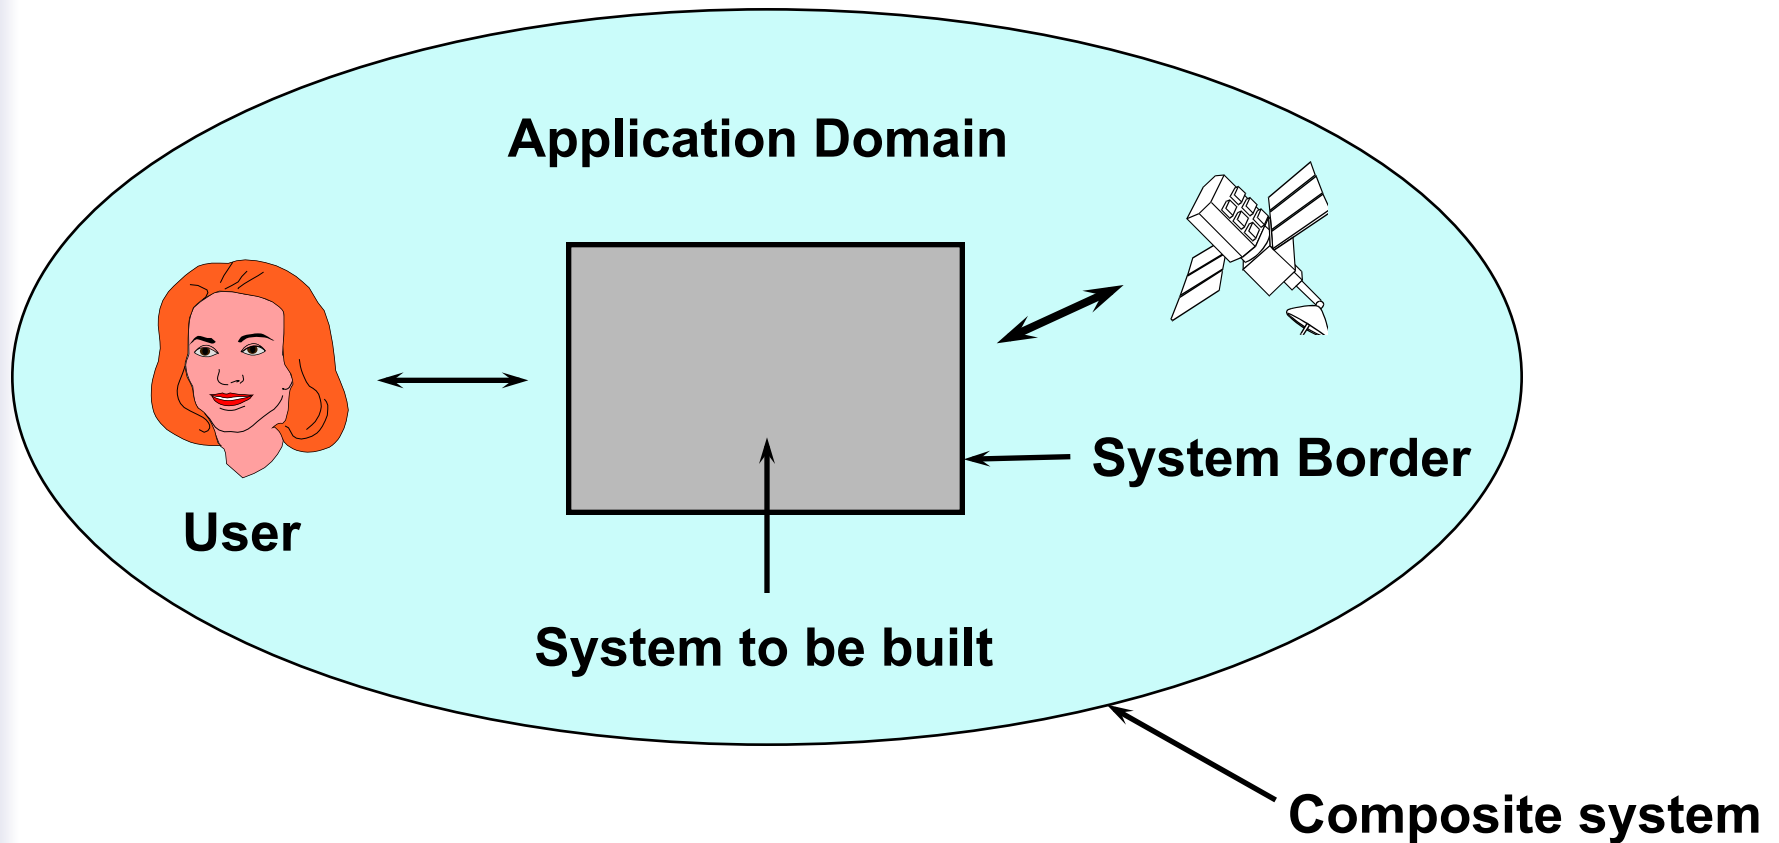 Application Domain
System Border
User
System to be built
Composite system